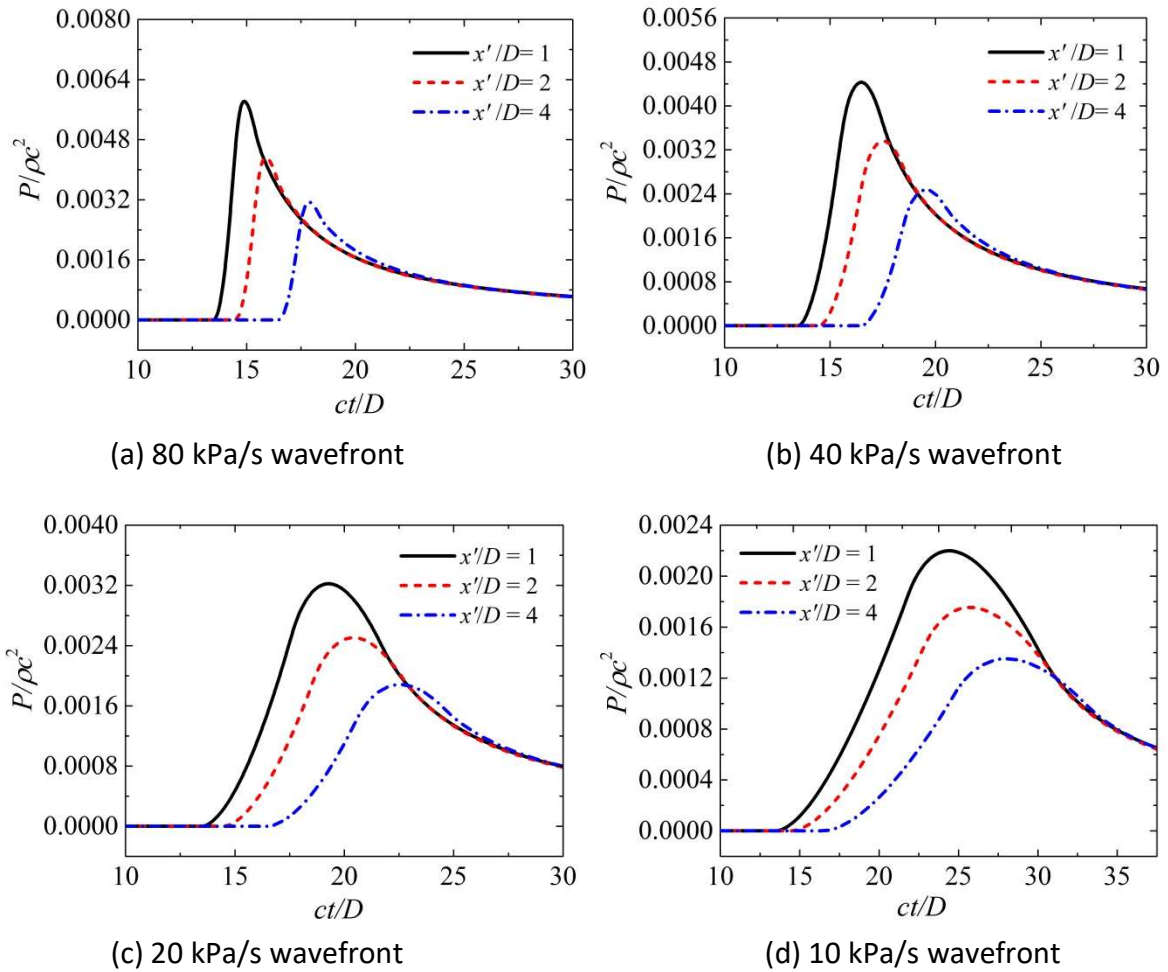 0.0080
0.0064
0.0048
0.0032
0.0016
0.0000
P/ρc²
x′/D= 1
x′/D= 2
x′/D= 4
10 15 20 25 30
ct/D
(a) 80 kPa/s wavefront
0.0056
0.0048
0.0040
0.0032
0.0024
0.0016
0.0008
0.0000
P/ρc²
x′/D= 1
x′/D= 2
x′/D= 4
10 15 20 25 30
ct/D
(b) 40 kPa/s wavefront
0.0040
0.0032
0.0024
0.0016
0.0008
0.0000
P/ρc²
x′/D = 1
x′/D = 2
x′/D = 4
10 15 20 25 30
ct/D
(c) 20 kPa/s wavefront
0.0024
0.0020
0.0016
0.0012
0.0008
0.0004
0.0000
P/ρc²
x′/D = 1
x′/D = 2
x′/D = 4
10 15 20 25 30 35
ct/D
(d) 10 kPa/s wavefront